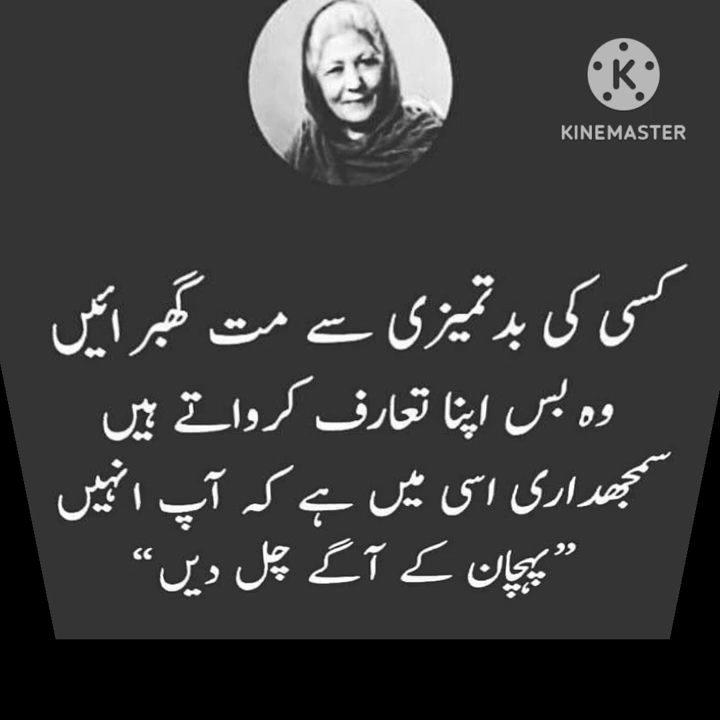 KINEMASTER
کسی کی بدتمیزی سے مت گھبرائیں
وہ بس اپنا تعارف کرواتے ہیں
سمجھداری اسی میں ہے کہ آپ انہیں
”پہچان کے آگے چل دیں“